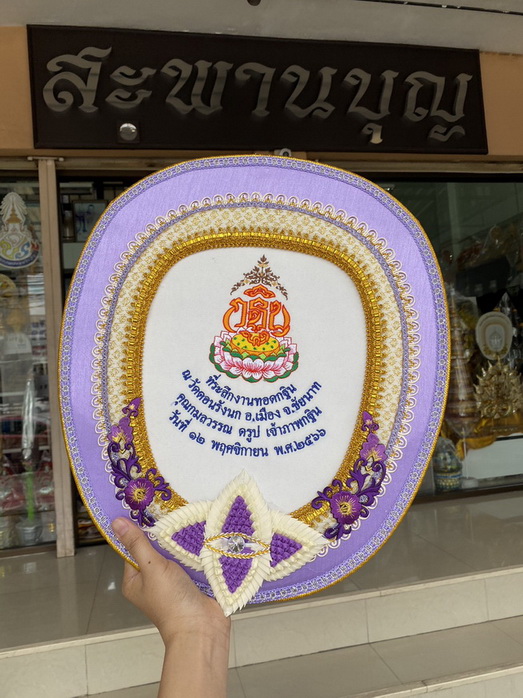 สะพานบุญ
กฐิน
ที่ระลึกงานทอดกฐิน
ณ วัดดอนรังนก อ.เมือง จ.ชัยนาท
คุณกมลวรรณ ดรูป เจ้าภาพกฐิน
วันที่ ๑๒ พฤศจิกายน พ.ศ.๒๕๖๖